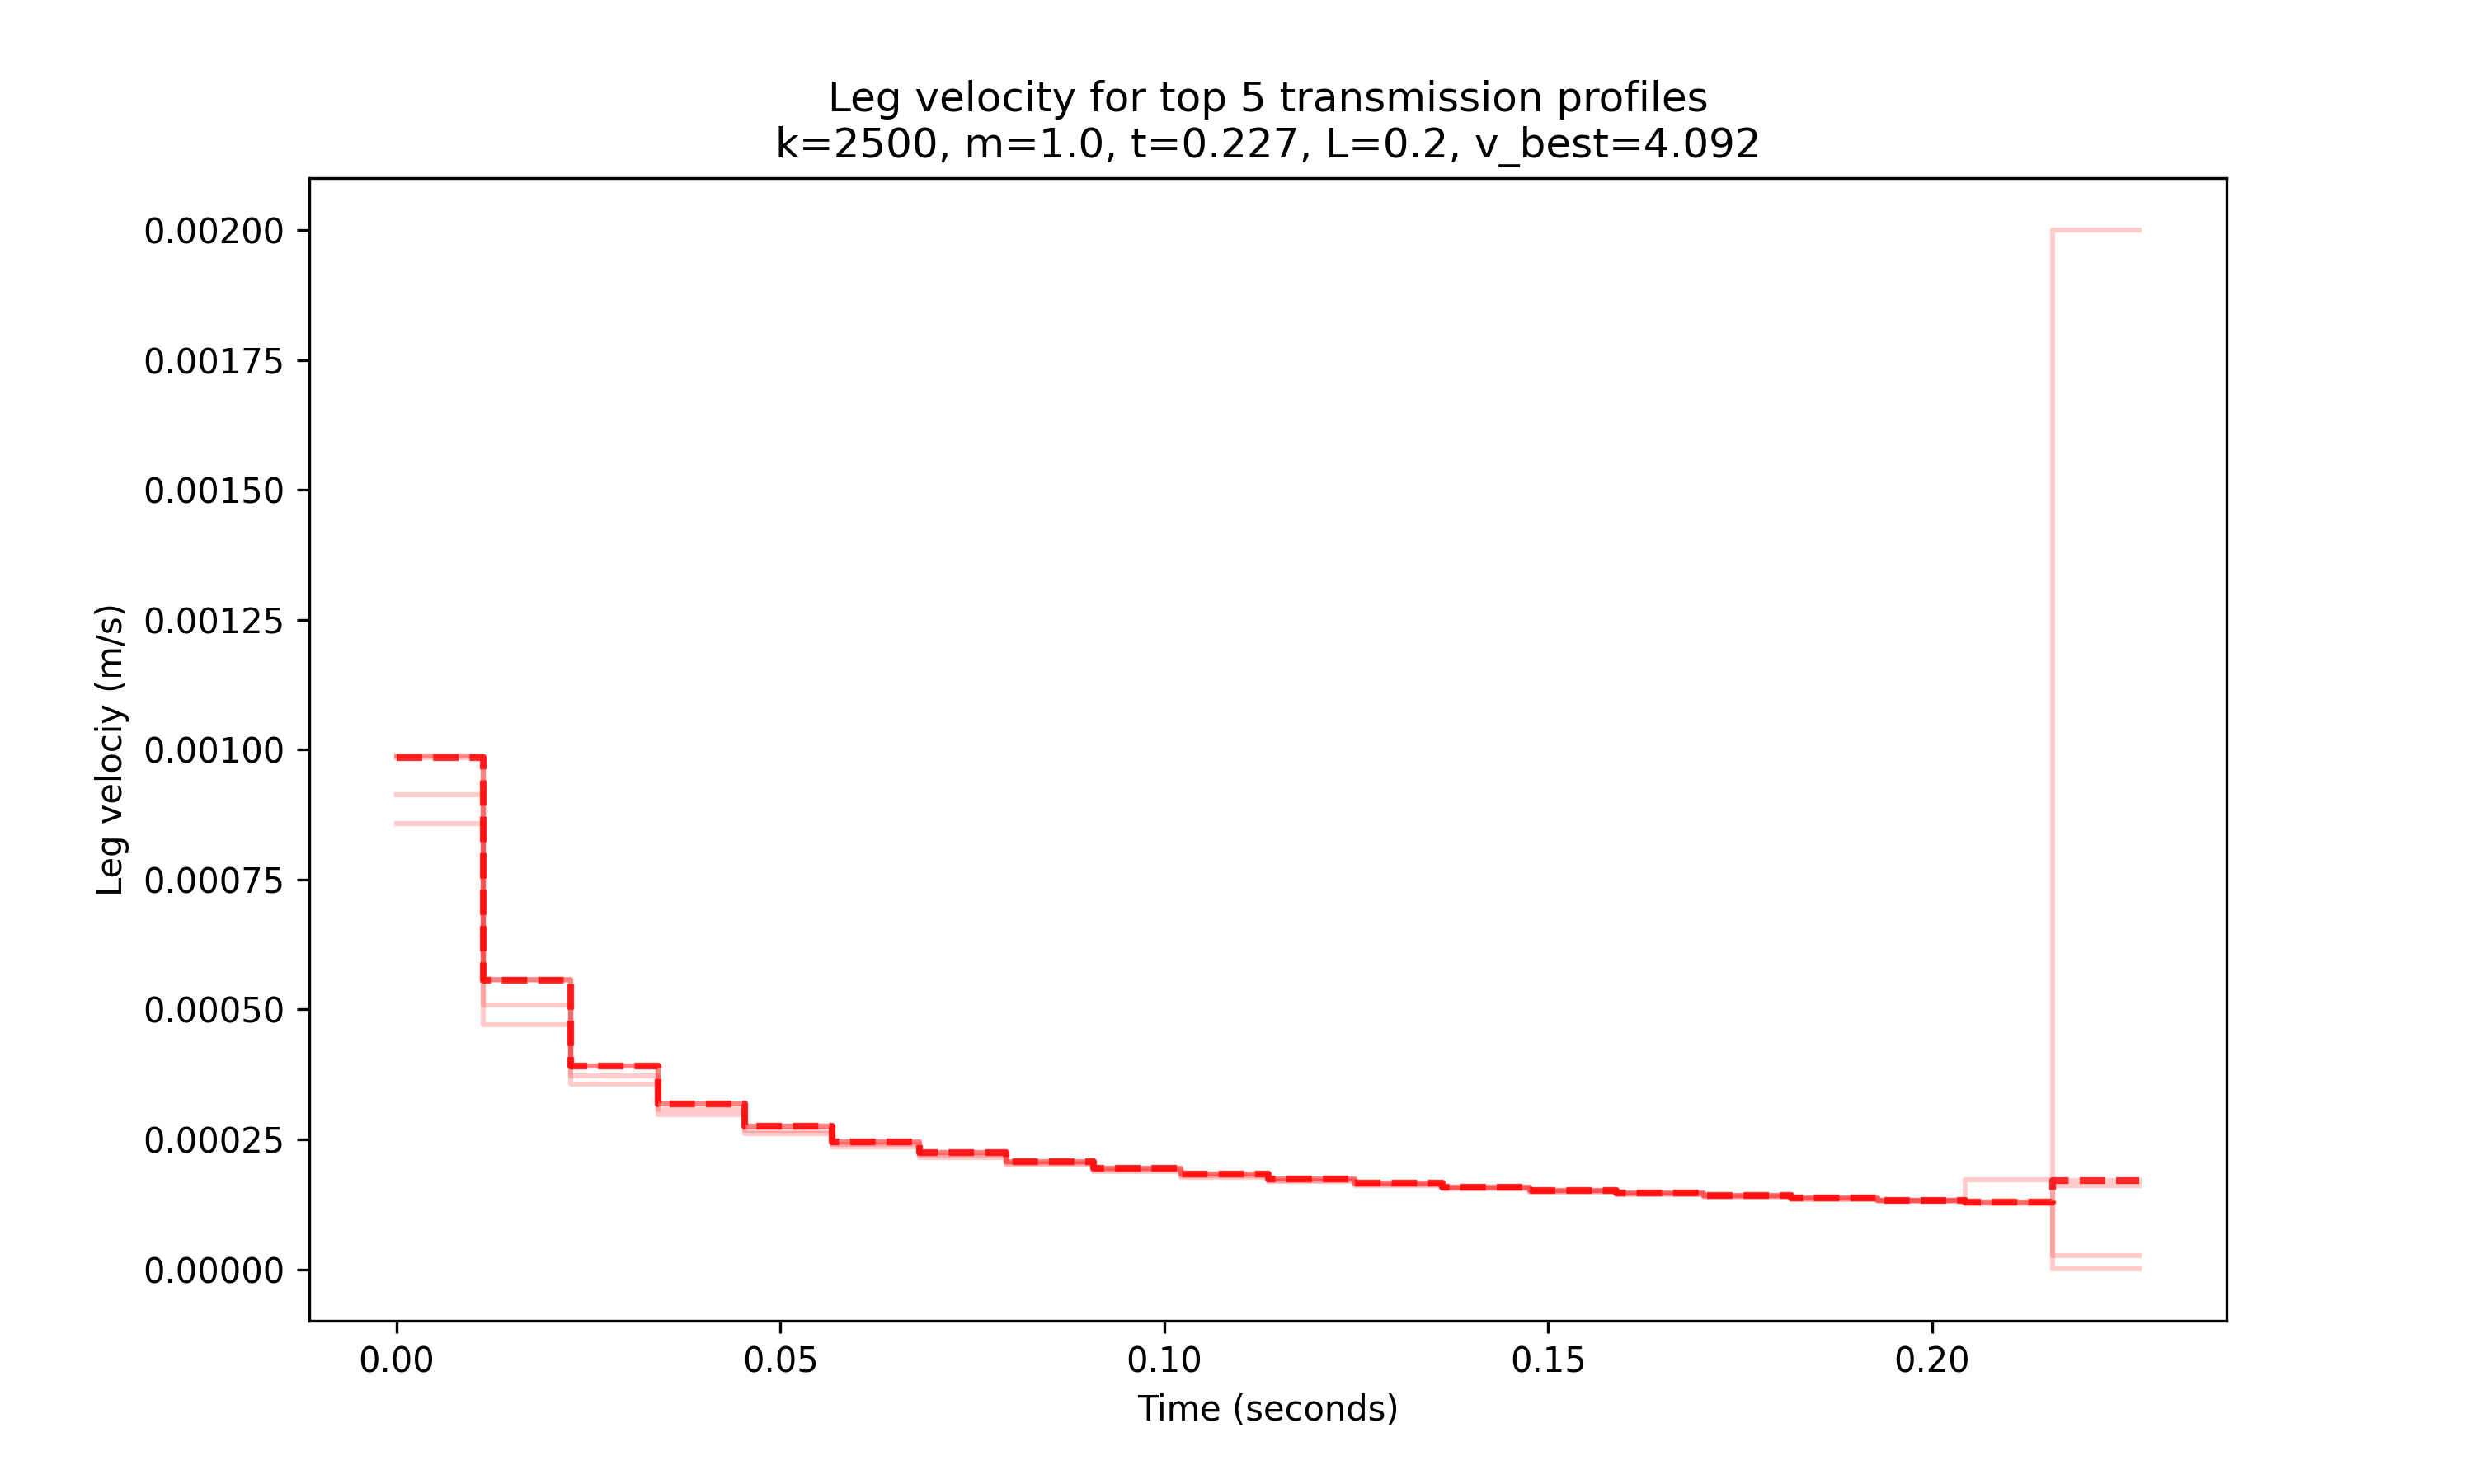 Leg velocity for top 5 transmission profiles
k=2500, m=1.0, t=0.227, L=0.2, v_best=4.092
0.00200
0.00175
0.00150
0.00125
0.00100
0.00075
0.00050
0.00025
0.00000
Leg velociy (m/s)
0.00 0.05 0.10 0.15 0.20
Time (seconds)